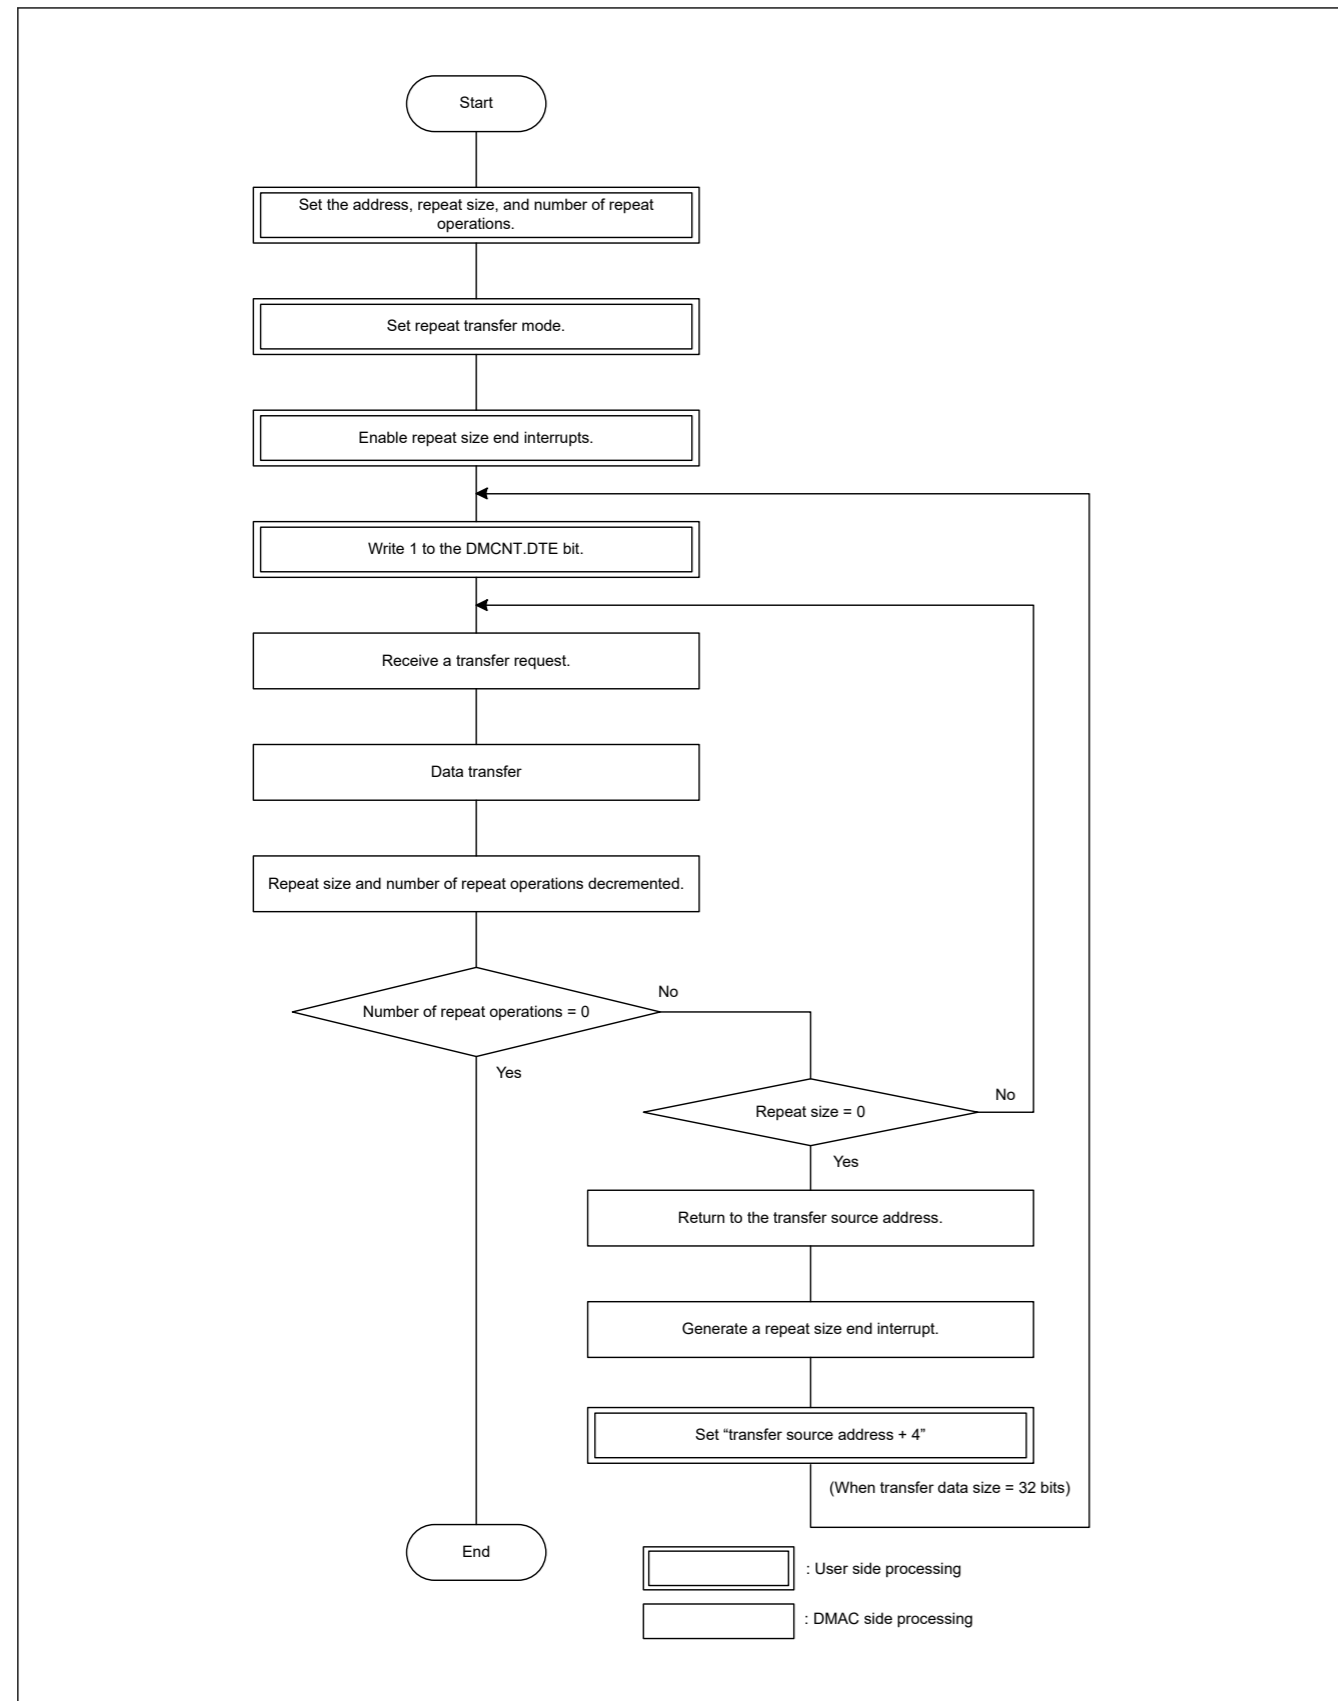 Start
Set the address, repeat size, and number of repeat
operations.
Set repeat transfer mode.
Enable repeat size end interrupts.
Write 1 to the DMCNT.DTE bit.
Receive a transfer request.
Data transfer
Repeat size and number of repeat operations decremented.
Number of repeat operations = 0
No
Yes
Repeat size = 0
No
Yes
Return to the transfer source address.
Generate a repeat size end interrupt.
Set “transfer source address + 4”
(When transfer data size = 32 bits)
End
: User side processing
: DMAC side processing